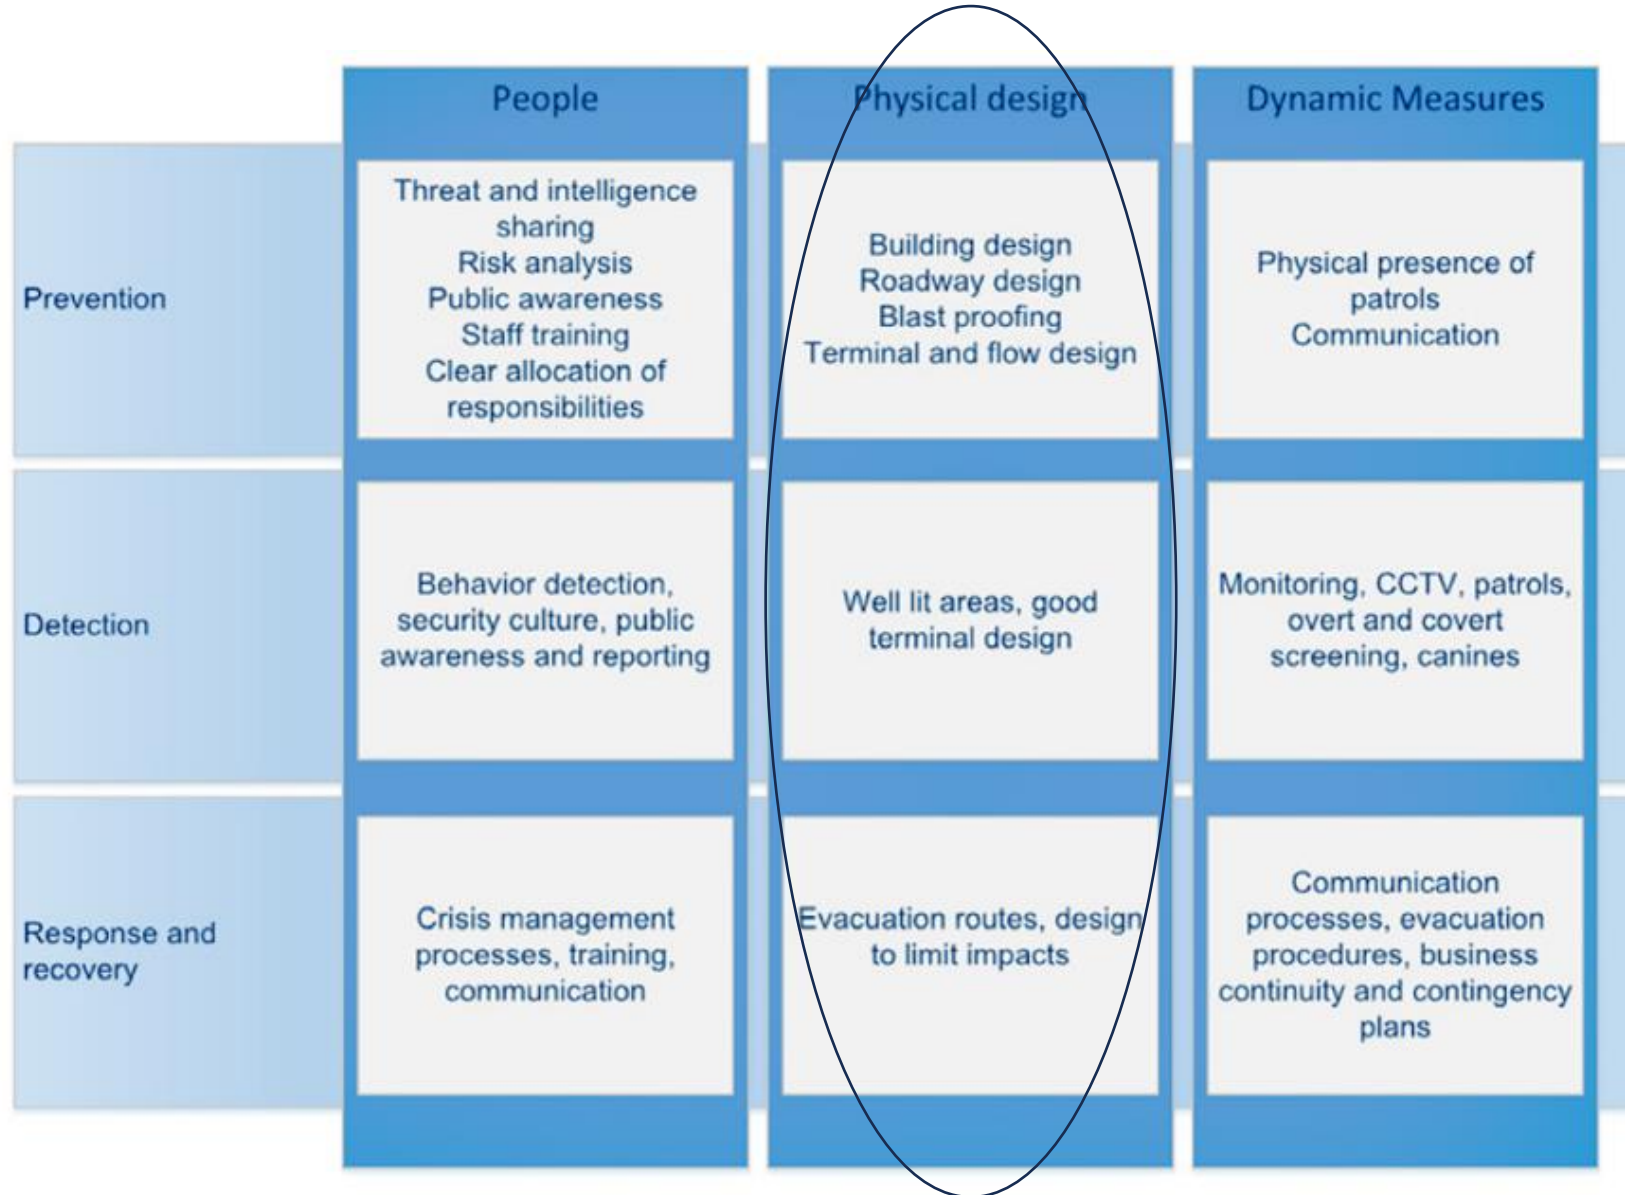 People
Physical design
Dynamic Measures
Prevention
Threat and intelligence
sharing
Risk analysis
Public awareness
Staff training
Clear allocation of
responsibilities
Building design
Roadway design
Blast proofing
Terminal and flow design
Physical presence of
patrols
Communication
Detection
Behavior detection,
security culture, public
awareness and reporting
Well lit areas, good
terminal design
Monitoring, CCTV, patrols,
overt and covert
screening, canines
Response and
recovery
Crisis management
processes, training,
communication
Evacuation routes, design
to limit impacts
Communication
processes, evacuation
procedures, business
continuity and contingency
plans